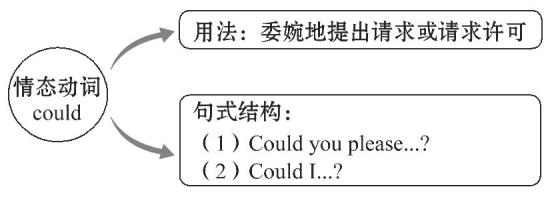 情态动词
could
用法：委婉地提出请求或请求许可
句式结构：
（1）Could you please...?
（2）Could I...?